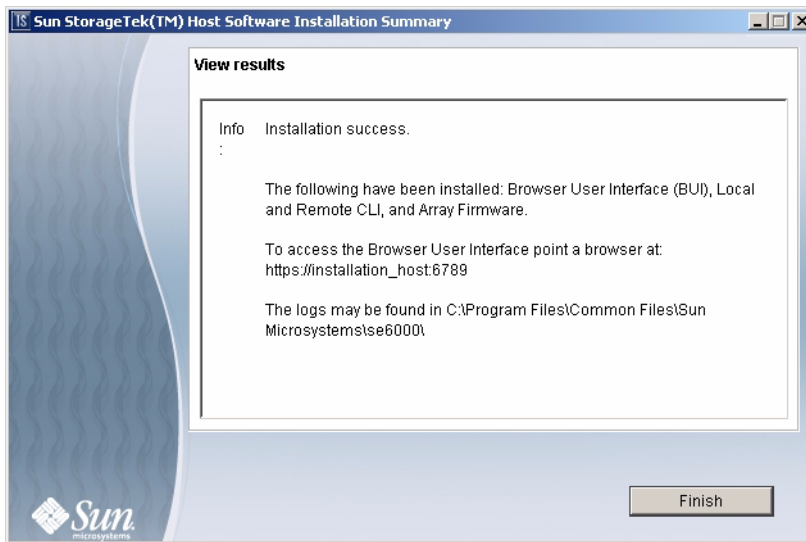 Sun StorageTek(TM) Host Software Installation Summary
View results
Info Installation success.
:
The following have been installed: Browser User Interface (BUI), Local
and Remote CLI, and Array Firmware.
To access the Browser User Interface point a browser at:
https://installation_host:6789
The logs may be found in C:\Program Files\Common Files\Sun
Microsystems\se6000\
Finish
Sun
microsystems